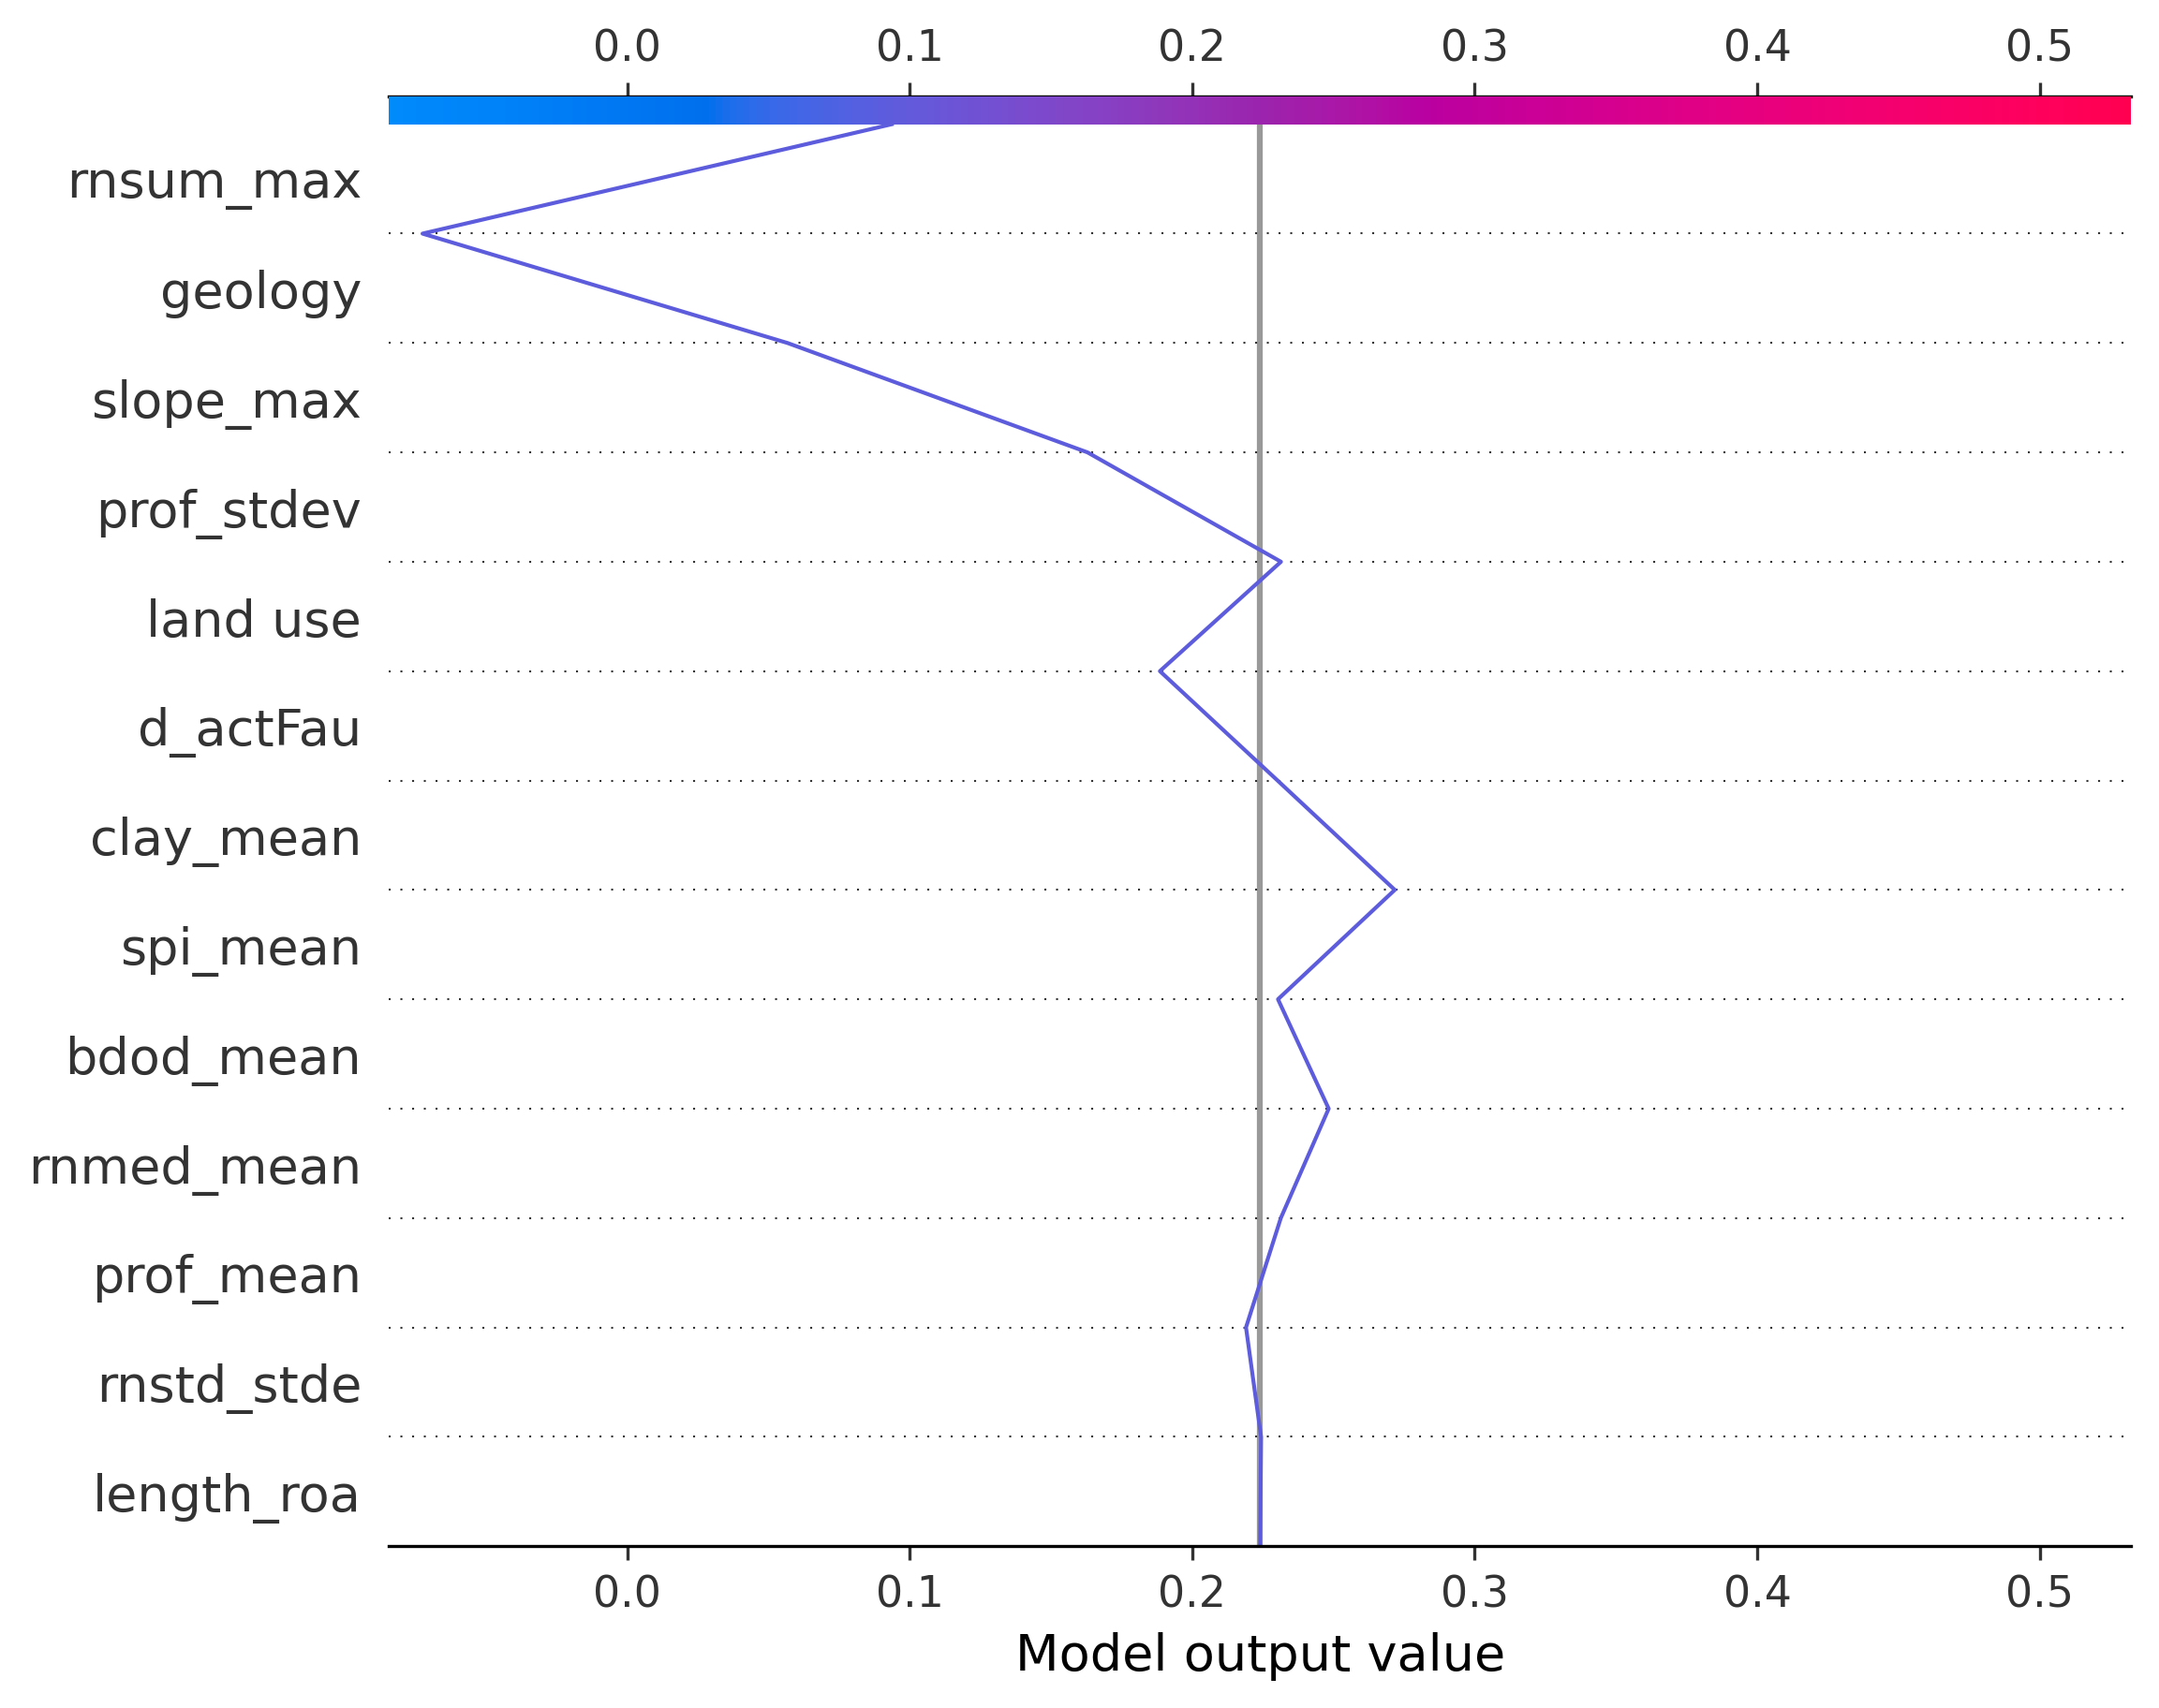 0.0 0.1 0.2 0.3 0.4 0.5
rnsum_max
geology
slope_max
prof_stdev
land use
d_actFau
clay_mean
spi_mean
bdod_mean
rnmed_mean
prof_mean
rnstd_stde
length_roa
0.0 0.1 0.2 0.3 0.4 0.5
Model output value